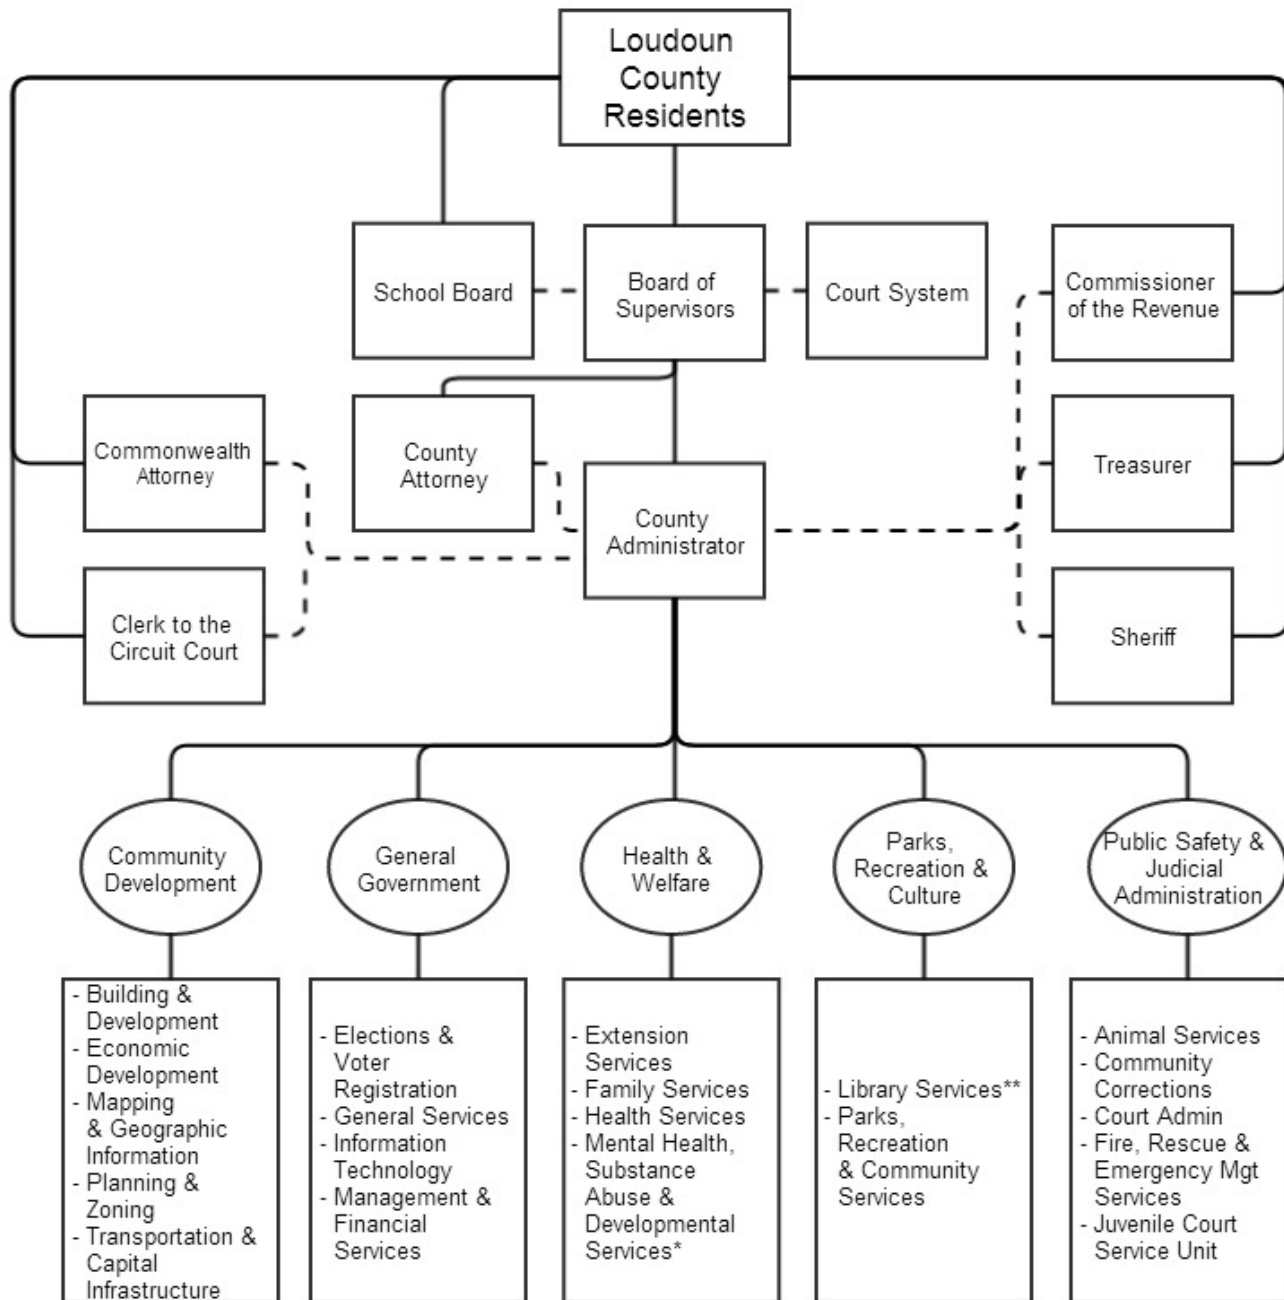 Loudoun
County
Residents
School Board
Board of
Supervisors
Court System
Commissioner
of the Revenue
Commonwealth
Attorney
County
Attorney
County
Administrator
Treasurer
Clerk to the
Circuit Court
Sheriff
Community
Development
General
Government
Health &
Welfare
Parks,
Recreation &
Culture
Public Safety &
Judicial
Administration
- Building &
Development
- Economic
Development
- Mapping
& Geographic
Information
- Planning &
Zoning
- Transportation &
Capital
Infrastructure
- Elections &
Voter
Registration
- General Services
- Information
Technology
- Management &
Financial
Services
- Extension
Services
- Family Services
- Health Services
- Mental Health,
Substance
Abuse &
Developmental
Services*
- Library Services**
- Parks,
Recreation
& Community
Services
- Animal Services
- Community
Corrections
- Court Admin
- Fire, Rescue &
Emergency Mgt
Services
- Juvenile Court
Service Unit